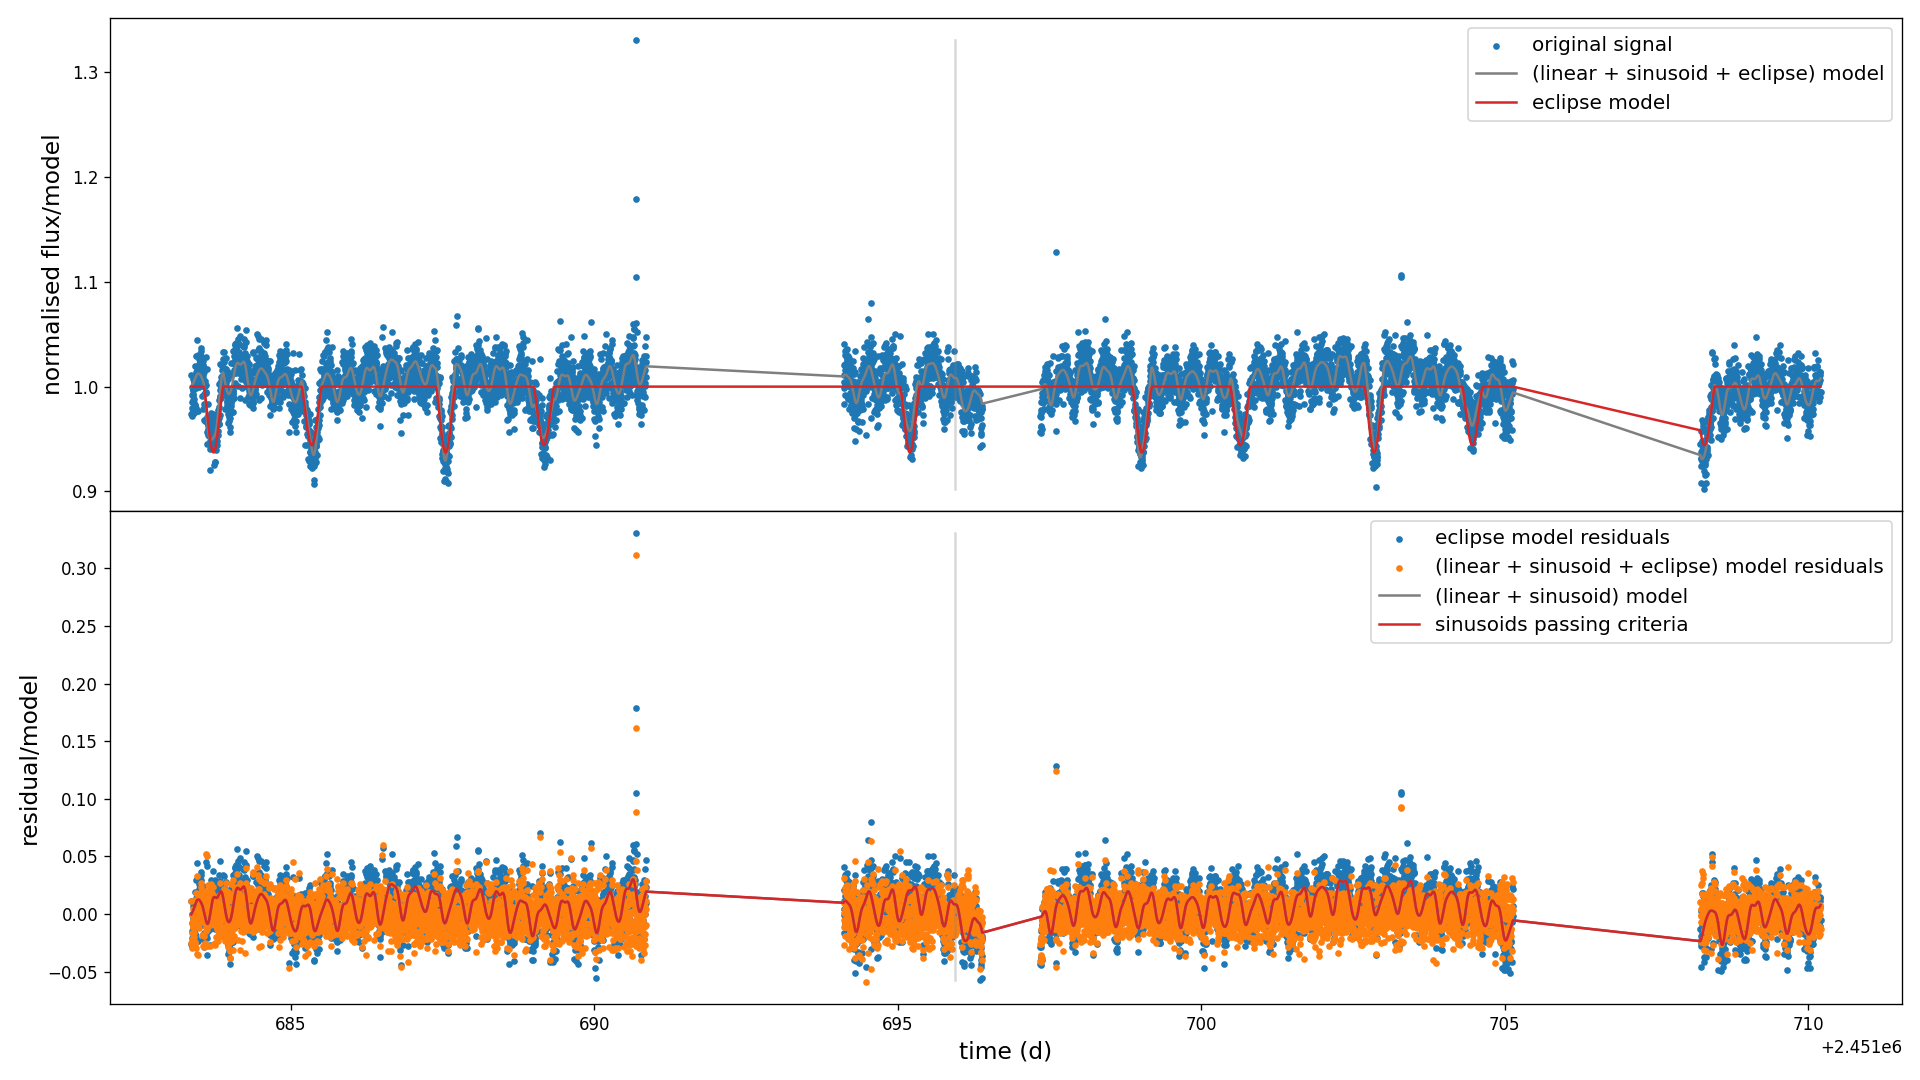 original signal
(linear + sinusoid + eclipse) model
eclipse model
normalised flux/model
1.3
1.2
1.1
1.0
0.9
eclipse model residuals
(linear + sinusoid + eclipse) model residuals
(linear + sinusoid) model
sinusoids passing criteria
residual/model
0.30
0.25
0.20
0.15
0.10
0.05
0.00
−0.05
685 690 695 700 705 710
time (d)
+2.451e6